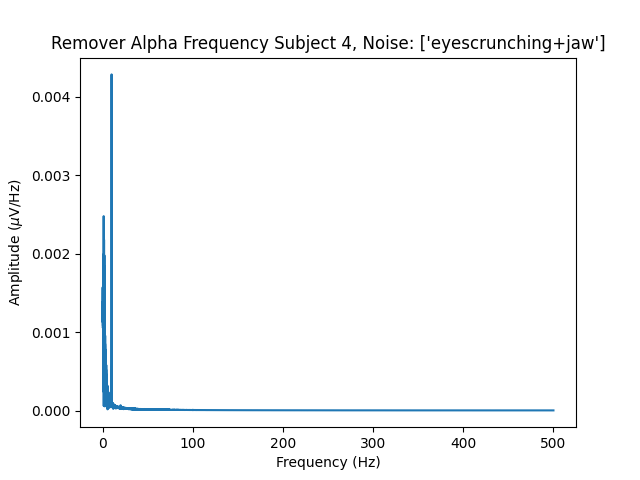 Remover Alpha Frequency Subject 4, Noise: ['eyescrunching+jaw']
Amplitude (μV/Hz)
0.004
0.003
0.002
0.001
0.000
0 100 200 300 400 500
Frequency (Hz)